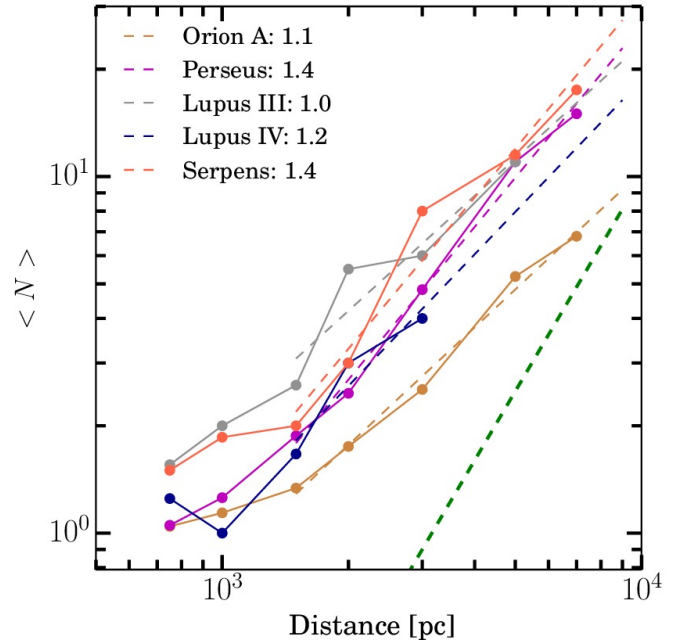 Orion A: 1.1
Perseus: 1.4
Lupus III: 1.0
Lupus IV: 1.2
Serpens: 1.4
10^1
< N >
10^0
10^3
10^4
Distance [pc]